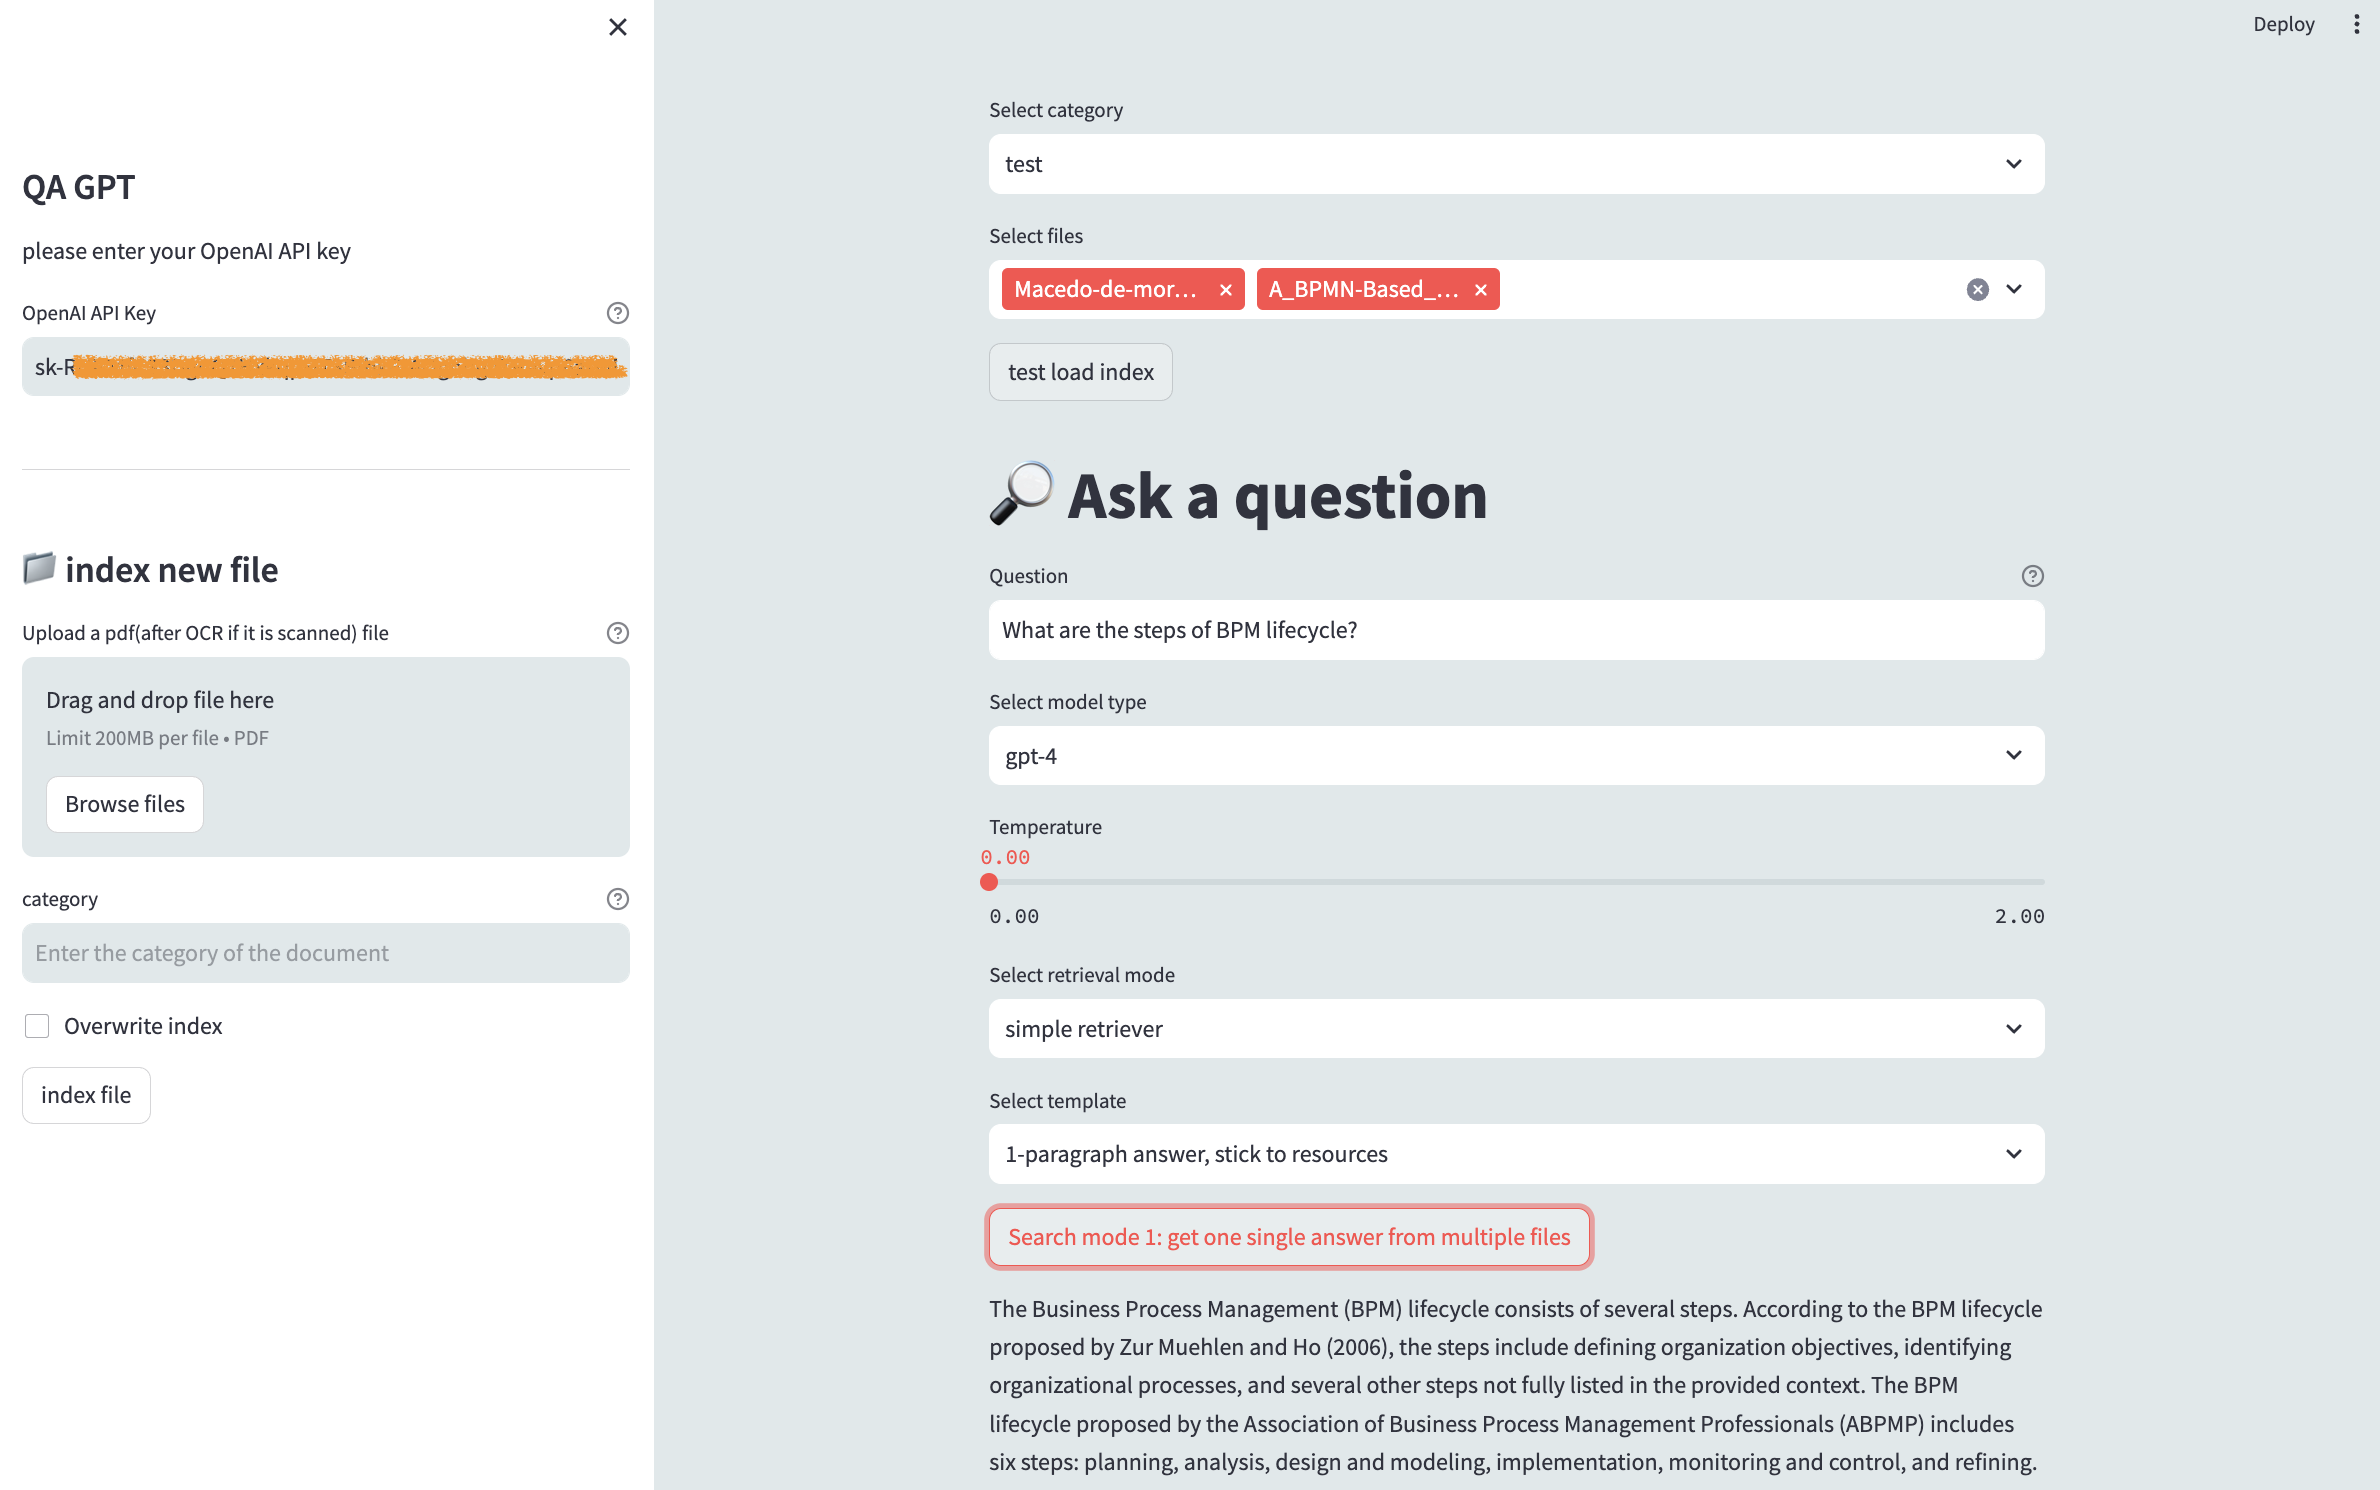 Deploy
QA GPT
please enter your OpenAI API key
OpenAI API Key
sk-R
index new file
Upload a pdf(after OCR if it is scanned) file
Drag and drop file here
Limit 200MB per file • PDF
Browse files
category
Enter the category of the document
Overwrite index
index file
Select category
test
Select files
Macedo-de-mor... A_BPMN-Based_...
test load index
Ask a question
Question
What are the steps of BPM lifecycle?
Select model type
gpt-4
Temperature
0.00
0.00 2.00
Select retrieval mode
simple retriever
Select template
1-paragraph answer, stick to resources
Search mode 1: get one single answer from multiple files
The Business Process Management (BPM) lifecycle consists of several steps. According to the BPM lifecycle
proposed by Zur Muehlen and Ho (2006), the steps include defining organization objectives, identifying
organizational processes, and several other steps not fully listed in the provided context. The BPM
lifecycle proposed by the Association of Business Process Management Professionals (ABPMP) includes
six steps: planning, analysis, design and modeling, implementation, monitoring and control, and refining.